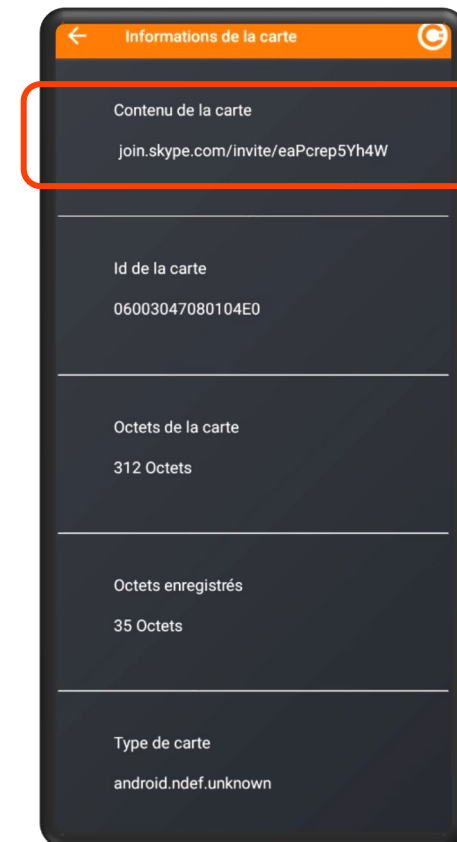 Informations de la carte
Contenu de la carte
join.skype.com/invite/eaPcrep5Yh4W
Id de la carte
06003047080104E0
Octets de la carte
312 Octets
Octets enregistrés
35 Octets
Type de carte
android.ndef.unknown